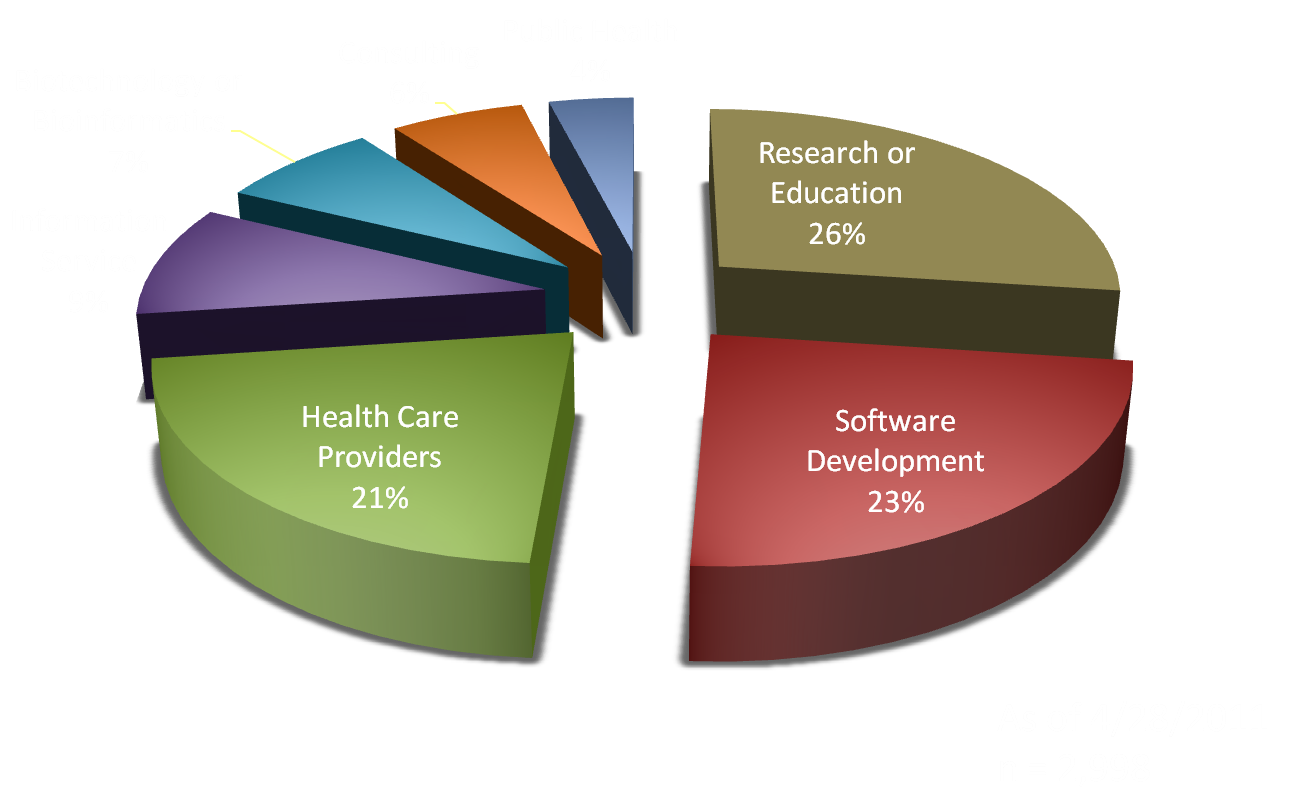 Research or
Education
26%
Software
Development
23%
Health Care
Providers
21%